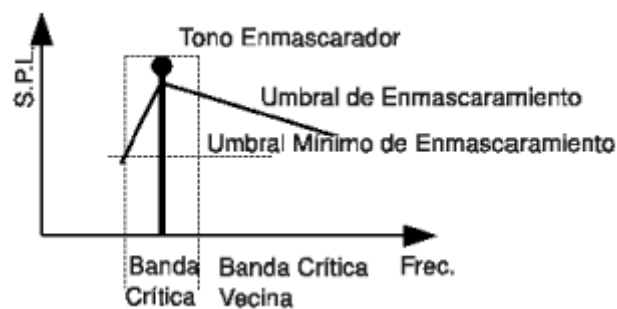 Tono Enmascarador
S.P.L.
Umbral de Enmascaramiento
Umbral Mínimo de Enmascaramiento
Banda Crítica
Banda Crítica Vecina
Frec.